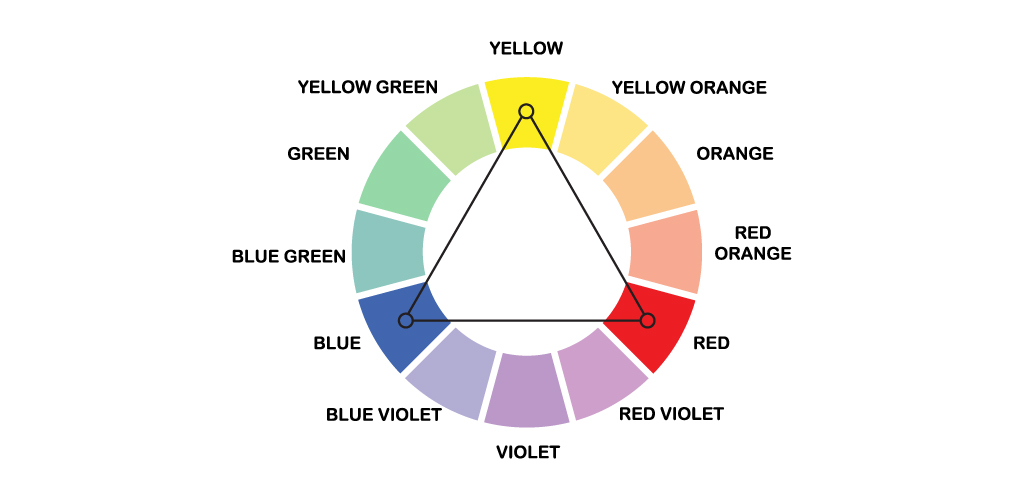 YELLOW
YELLOW GREEN
YELLOW ORANGE
GREEN
ORANGE
RED
ORANGE
BLUE GREEN
BLUE
RED
BLUE VIOLET
RED VIOLET
VIOLET